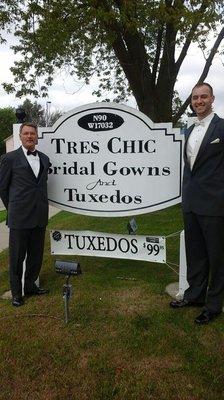 N90
W17032
TRES CHIC
Bridal Gowns
And
Tuxedos
TUXEDOS
$99